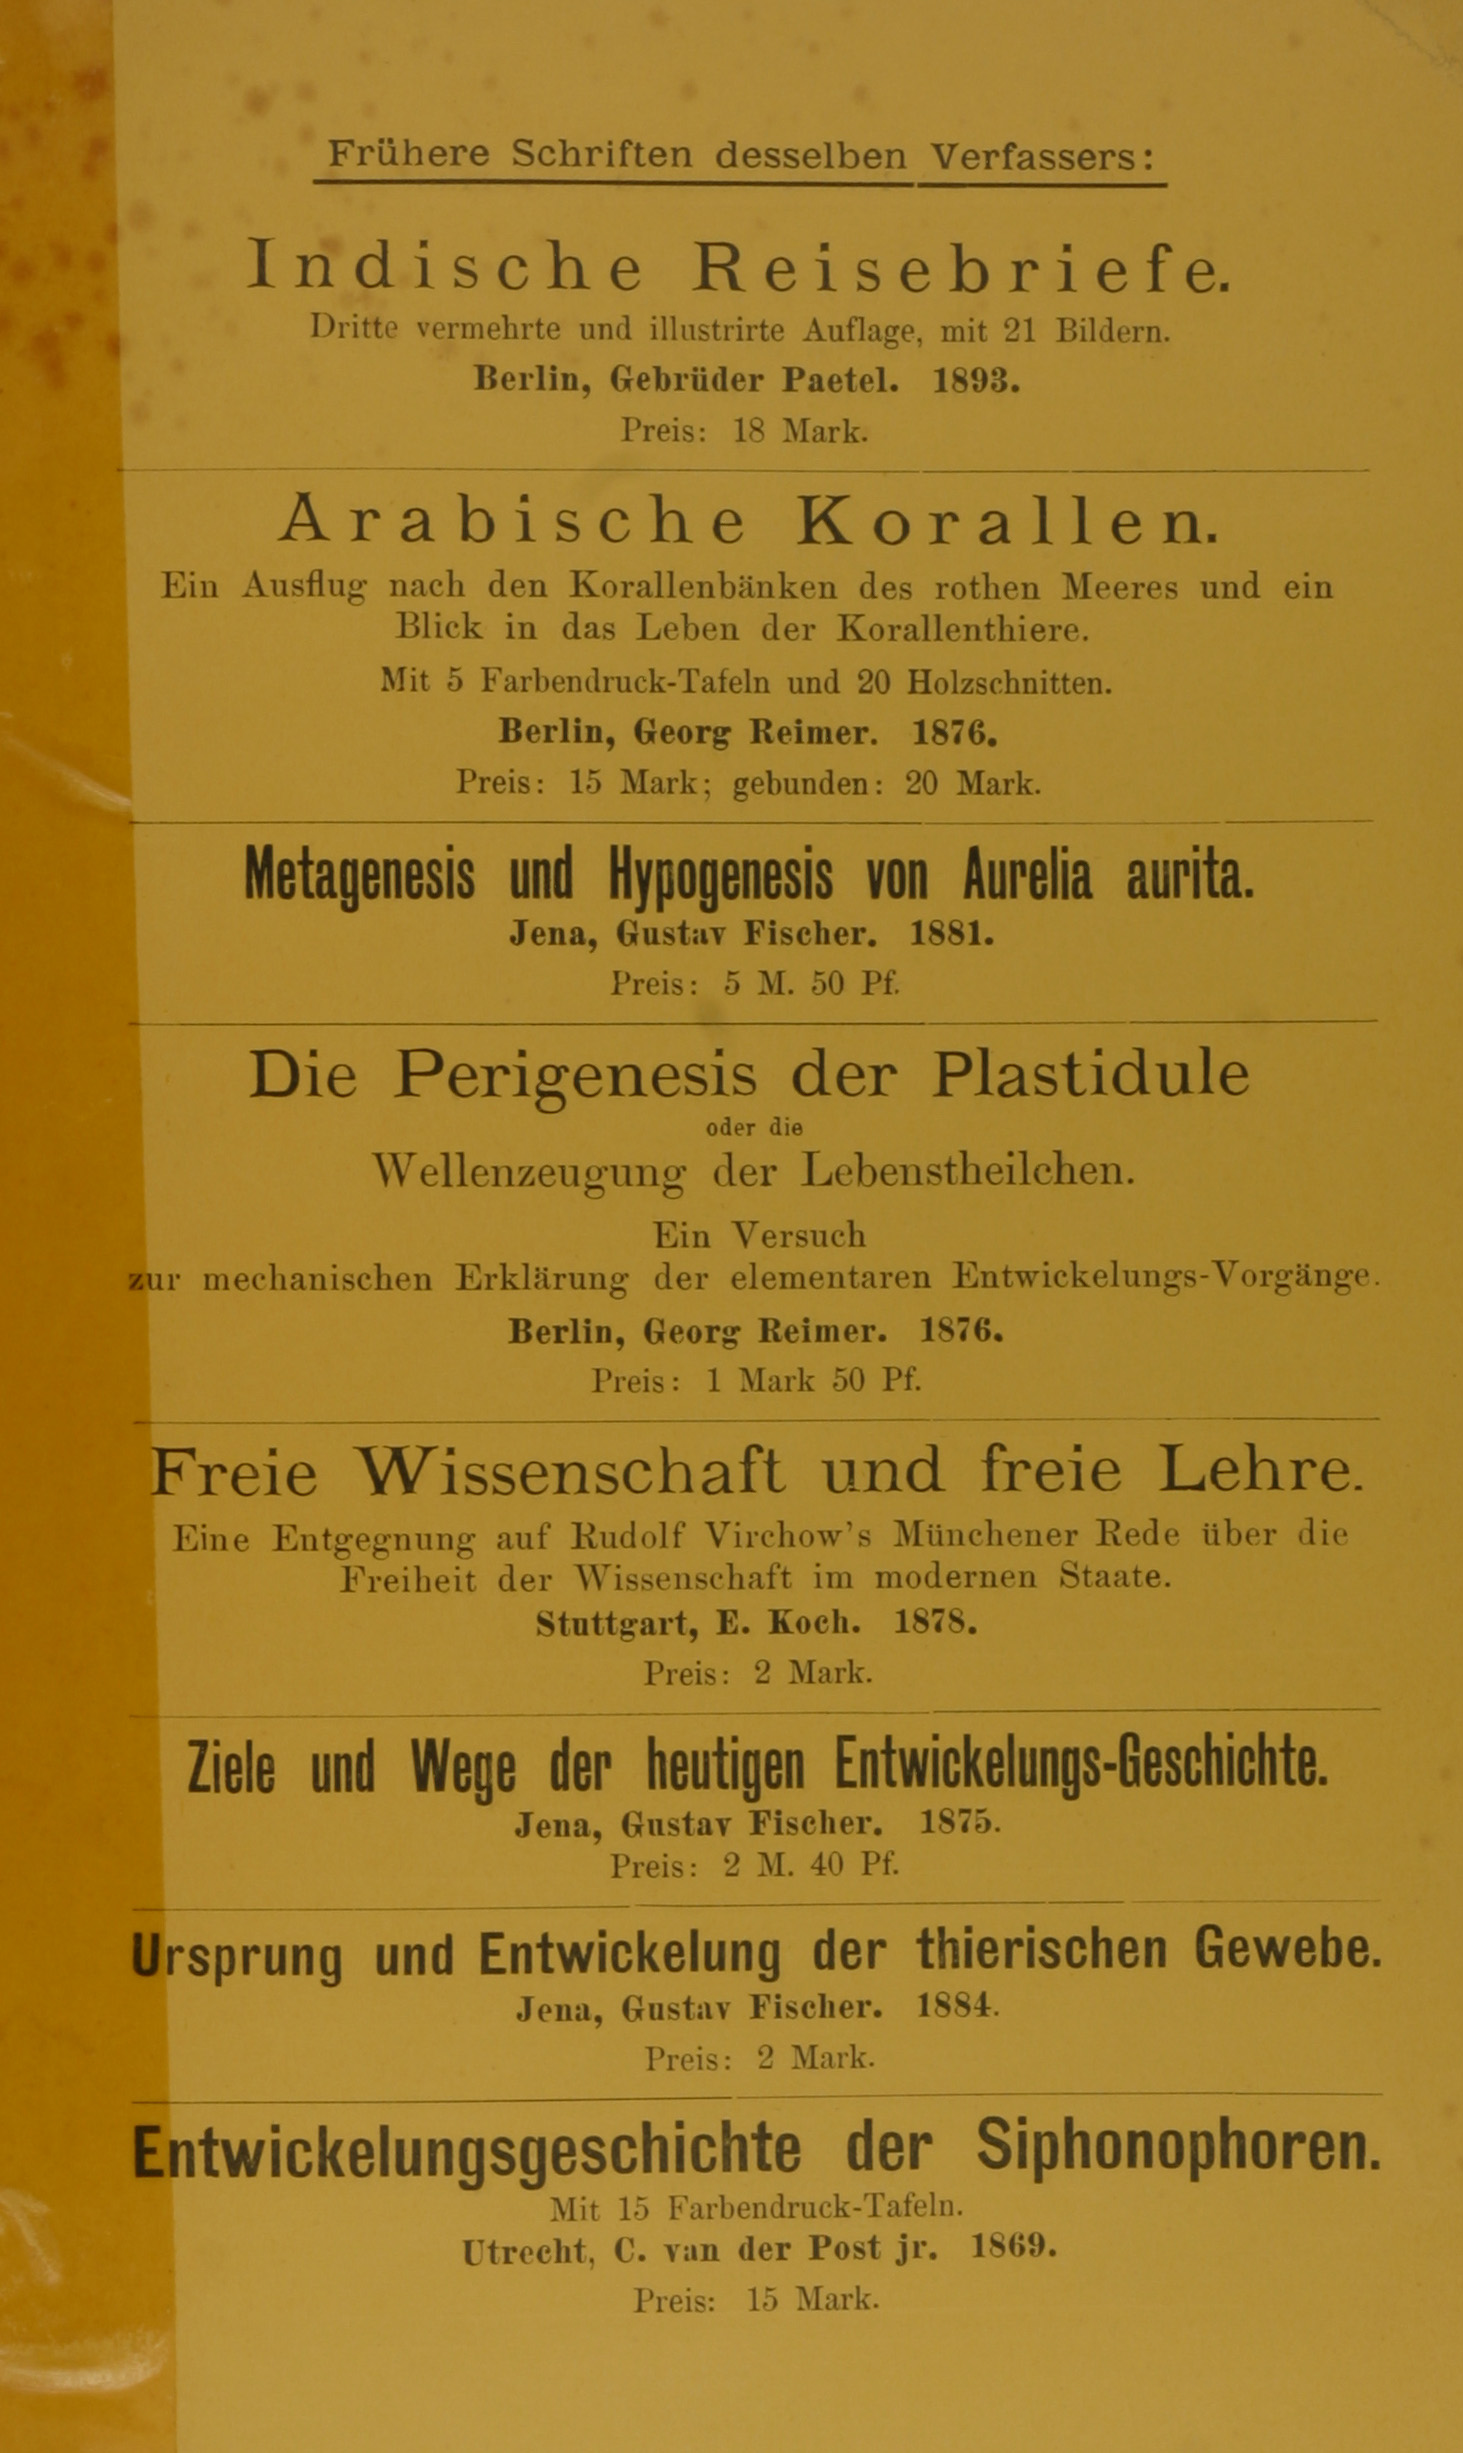 Frühere Schriften desselben Verfassers:
Indische Reisebriefe.
Dritte vermehrte und illustrirte Auflage, mit 21 Bildern.
Berlin, Gebrüder Paetel. 1893.
Preis: 18 Mark.
Arabische Korallen.
Ein Ausflug nach den Korallenbänken des rothen Meeres und ein
Blick in das Leben der Korallenthiere.
Mit 5 Farbendruck-Tafeln und 20 Holzschnitten.
Berlin, Georg Reimer. 1876.
Preis: 15 Mark; gebunden: 20 Mark.
Metagenesis und Hypogenesis von Aurelia aurita.
Jena, Gustav Fischer. 1881.
Preis: 5 M. 50 Pf.
Die Perigenesis der Plastidule
oder die
Wellenzeugung der Lebenstheilchen.
Ein Versuch
zur mechanischen Erklärung der elementaren Entwickelungs-Vorgänge.
Berlin, Georg Reimer. 1876.
Preis: 1 Mark 50 Pf.
Freie Wissenschaft und freie Lehre.
Eine Entgegnung auf Rudolf Virchow's Münchener Rede über die
Freiheit der Wissenschaft im modernen Staate.
Stuttgart, E. Koch. 1878.
Preis: 2 Mark.
Ziele und Wege der heutigen Entwickelungs-Geschichte.
Jena, Gustav Fischer. 1875.
Preis: 2 M. 40 Pf.
Ursprung und Entwickelung der thierischen Gewebe.
Jena, Gustav Fischer. 1884.
Preis: 2 Mark.
Entwickelungsgeschichte der Siphonophoren.
Mit 15 Farbendruck-Tafeln.
Utrecht, C. van der Post jr. 1869.
Preis: 15 Mark.